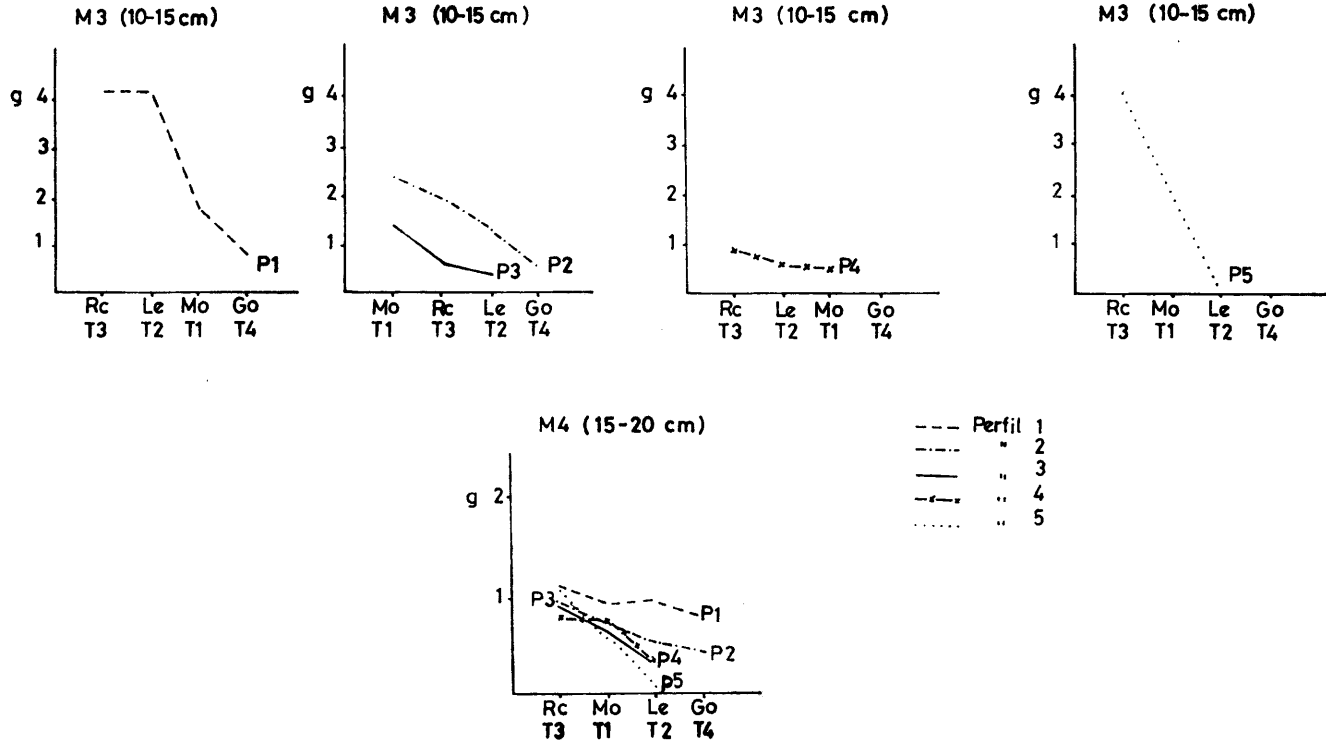 M3 (10-15 cm)
g 4
3
2
1
P1
Rc Le Mo Go
T3 T2 T1 T4
M3 (10-15 cm)
g 4
3
2
1
P3 P2
Mo Rc Le Go
T1 T3 T2 T4
M3 (10-15 cm)
g 4
3
2
1
P4
Rc Le Mo Go
T3 T2 T1 T4
M3 (10-15 cm)
g 4
3
2
1
P5
Rc Mo Le Go
T3 T1 T2 T4
M4 (15-20 cm)
g 2
1
P3
P1
P2
P4
p5
Rc Mo Le Go
T3 T1 T2 T4
Perfil 1
" 2
" 3
" 4
" 5